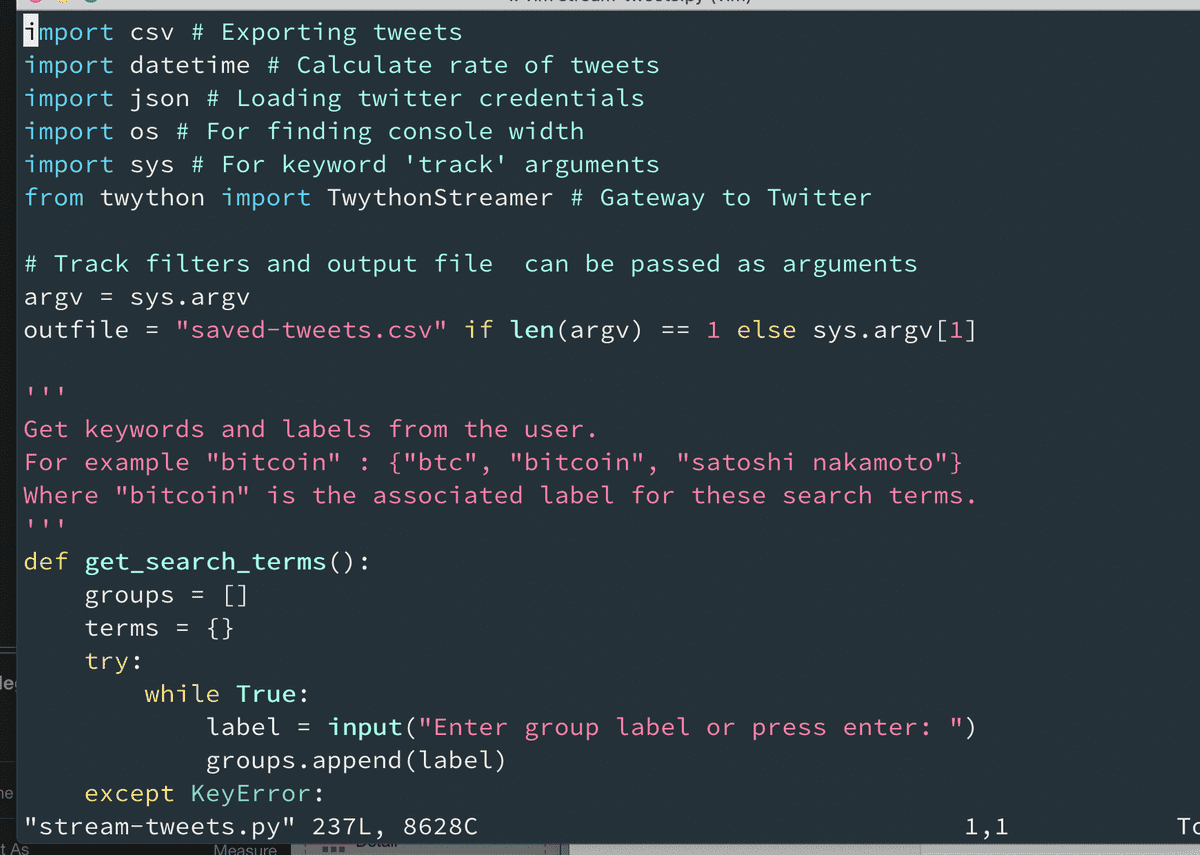 import csv # Exporting tweets
import datetime # Calculate rate of tweets
import json # Loading twitter credentials
import os # For finding console width
import sys # For keyword 'track' arguments
from twython import TwythonStreamer # Gateway to Twitter
# Track filters and output file  can be passed as arguments
argv = sys.argv
outfile = "saved-tweets.csv" if len(argv) == 1 else sys.argv[1]
'''
Get keywords and labels from the user.
For example "bitcoin" : {"btc", "bitcoin", "satoshi nakamoto"}
Where "bitcoin" is the associated label for these search terms.
'''
def get_search_terms():
    groups = []
    terms = {}
    try:
        while True:
            label = input("Enter group label or press enter: ")
            groups.append(label)
    except KeyError:
"stream-tweets.py" 237L, 8628C 1,1
t As Measure